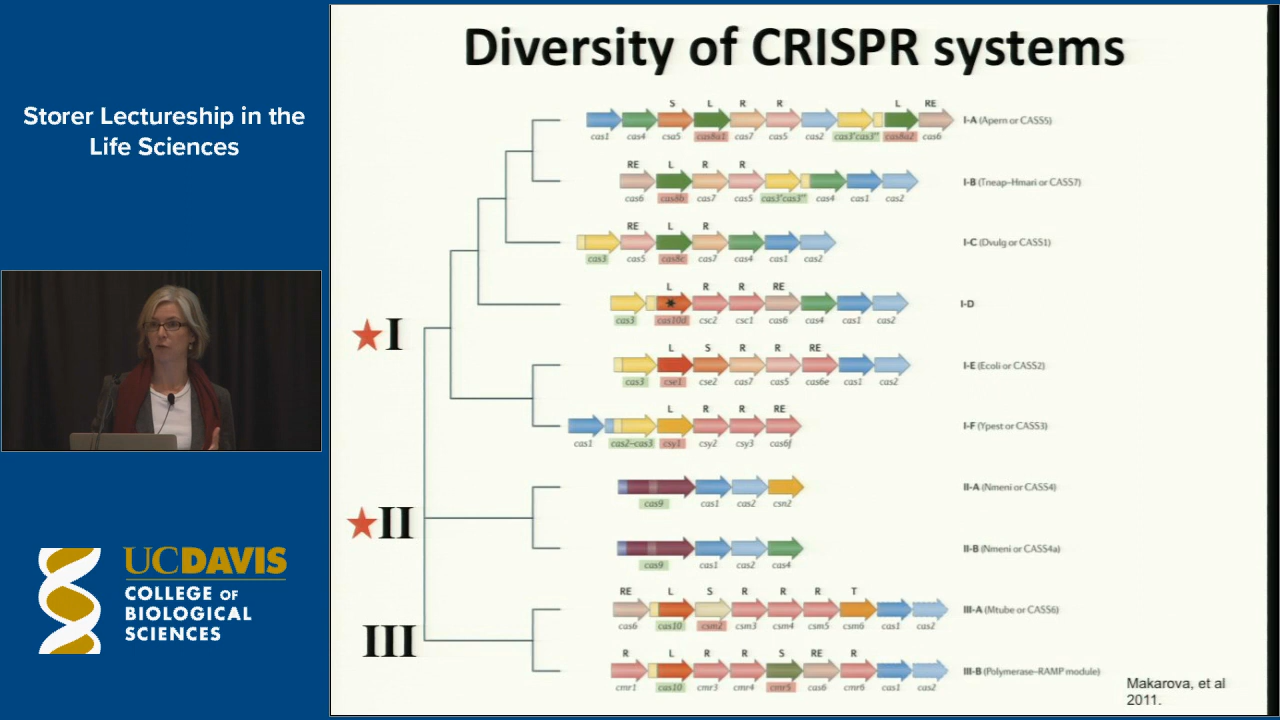 Storer Lectureship in the
Life Sciences
UCDAVIS
COLLEGE OF
BIOLOGICAL
SCIENCES
Diversity of CRISPR systems
S L R R L RE
cas1 cas4 csa5 cas8a1 cas7 cas5 cas2 cas3' cas3'' cas8a2 cas6
I-A (Apern or CASS5)
RE L R R
cas6 cas8b cas7 cas5 cas3' cas3'' cas4 cas1 cas2
I-B (Tneap–Hmari or CASS7)
RE L R
cas3 cas5 cas8c cas7 cas4 cas1 cas2
I-C (Dvulg or CASS1)
L R R RE
*
cas3 cas10d csc2 csc1 cas6 cas4 cas1 cas2
I-D
★I
L S R R RE
cas3 cse1 cse2 cas7 cas5 cas6e cas1 cas2
I-E (Ecoli or CASS2)
L R R RE
cas1 cas2–cas3 csy1 csy2 csy3 cas6f
I-F (Ypest or CASS3)
cas9 cas1 cas2 csn2
II-A (Nmeni or CASS4)
★II
cas9 cas1 cas2 cas4
II-B (Nmeni or CASS4a)
RE L S R R R T
cas6 cas10 csm2 csm3 csm4 csm5 csm6 cas1 cas2
III-A (Mtube or CASS6)
III
R L R R S RE R
cmr1 cas10 cmr3 cmr4 cmr5 cas6 cmr6 cas1 cas2
III-B (Polymerase–RAMP module)
Makarova, et al
2011.